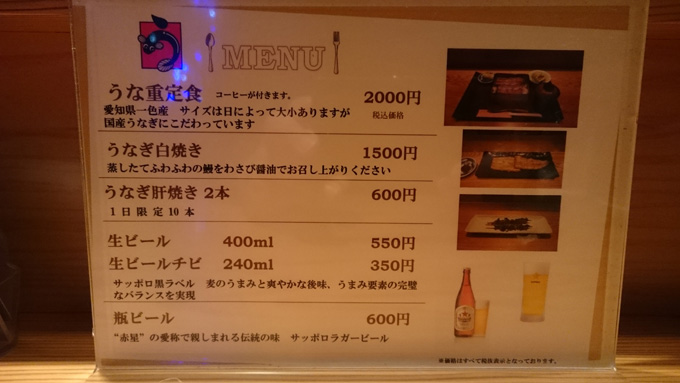 MENU
うな重定食 コーヒーが付きます。 2000円
愛知県一色産 サイズは日によって大小ありますが 税込価格
国産うなぎにこだわっています
うなぎ白焼き 1500円
蒸したてふわふわの鰻をわさび醤油でお召し上がりください
うなぎ肝焼き 2本 600円
1日限定10本
生ビール 400ml 550円
生ビールチビ 240ml 350円
サッポロ黒ラベル 麦のうまみと爽やかな後味、うまみ要素の完璧
なバランスを実現
瓶ビール 600円
“赤星”の愛称で親しまれる伝統の味 サッポロラガービール
※価格はすべて税抜表示となっております。